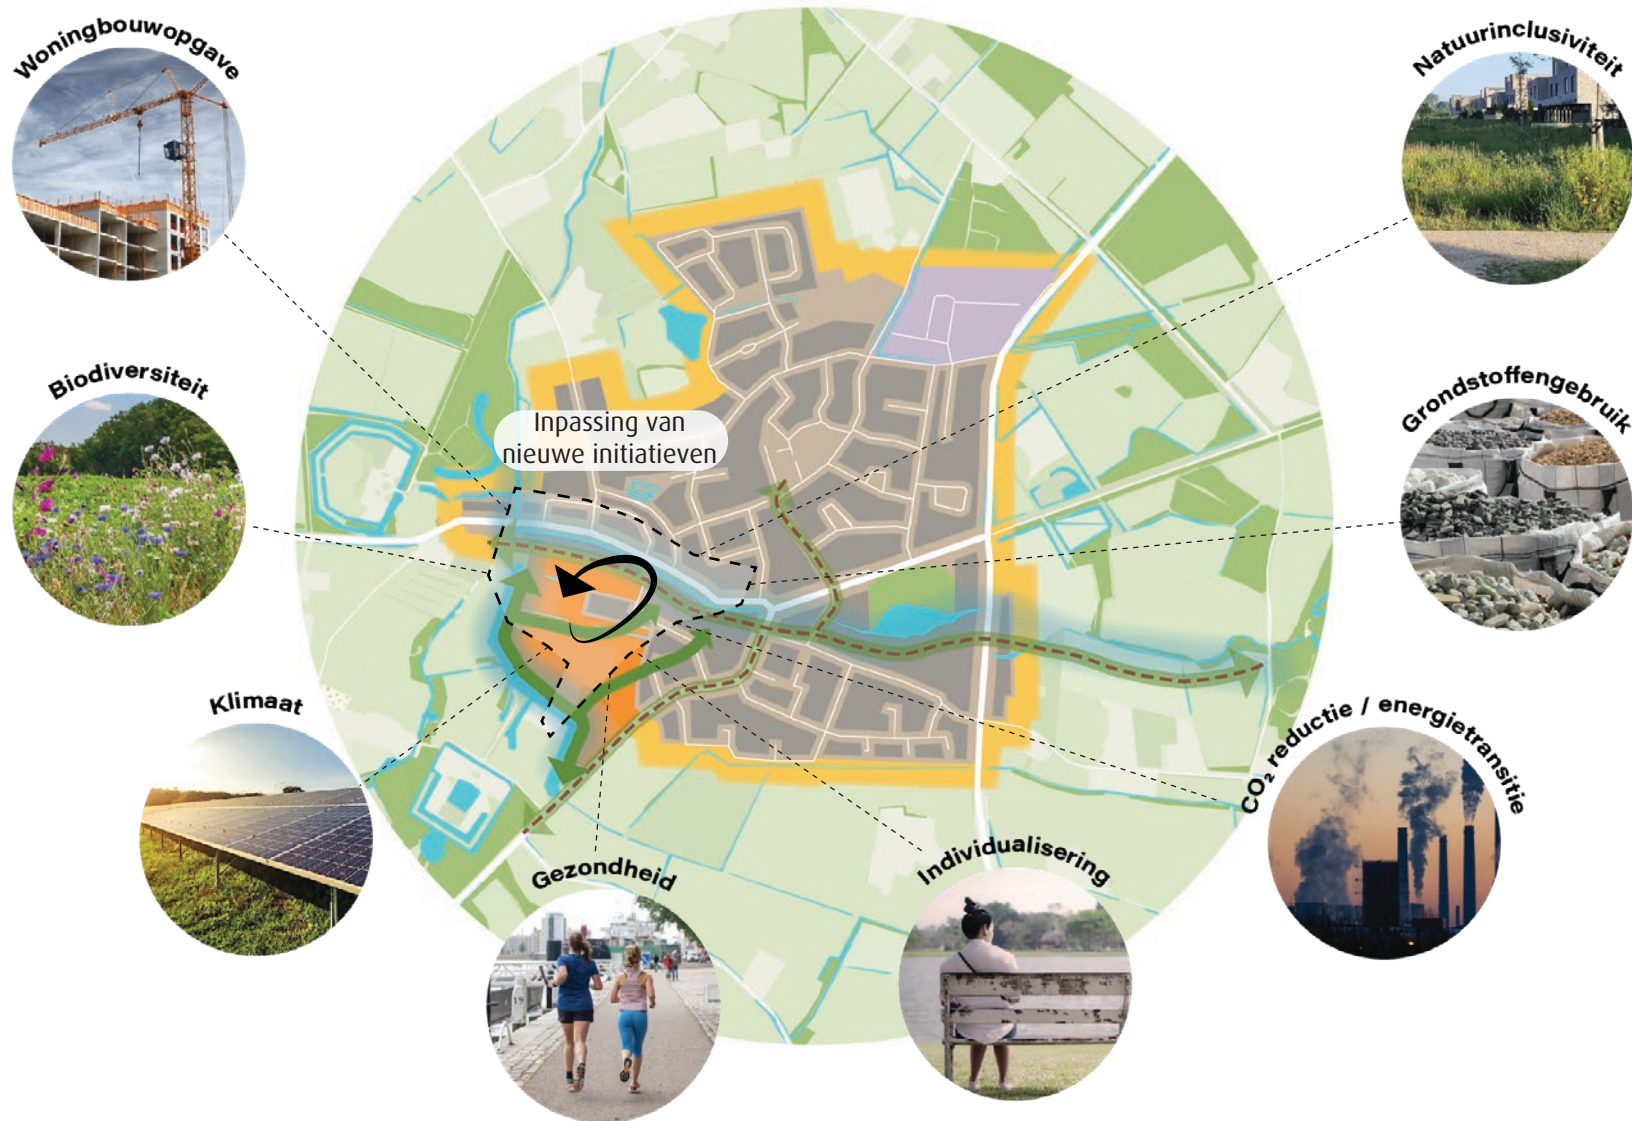 Woningbouwopgave
Natuurinclusiviteit
Biodiversiteit
Grondstoffengebruik
Inpassing van
nieuwe initiatieven
Klimaat
CO₂ reductie / energietransitie
Gezondheid
Individualisering